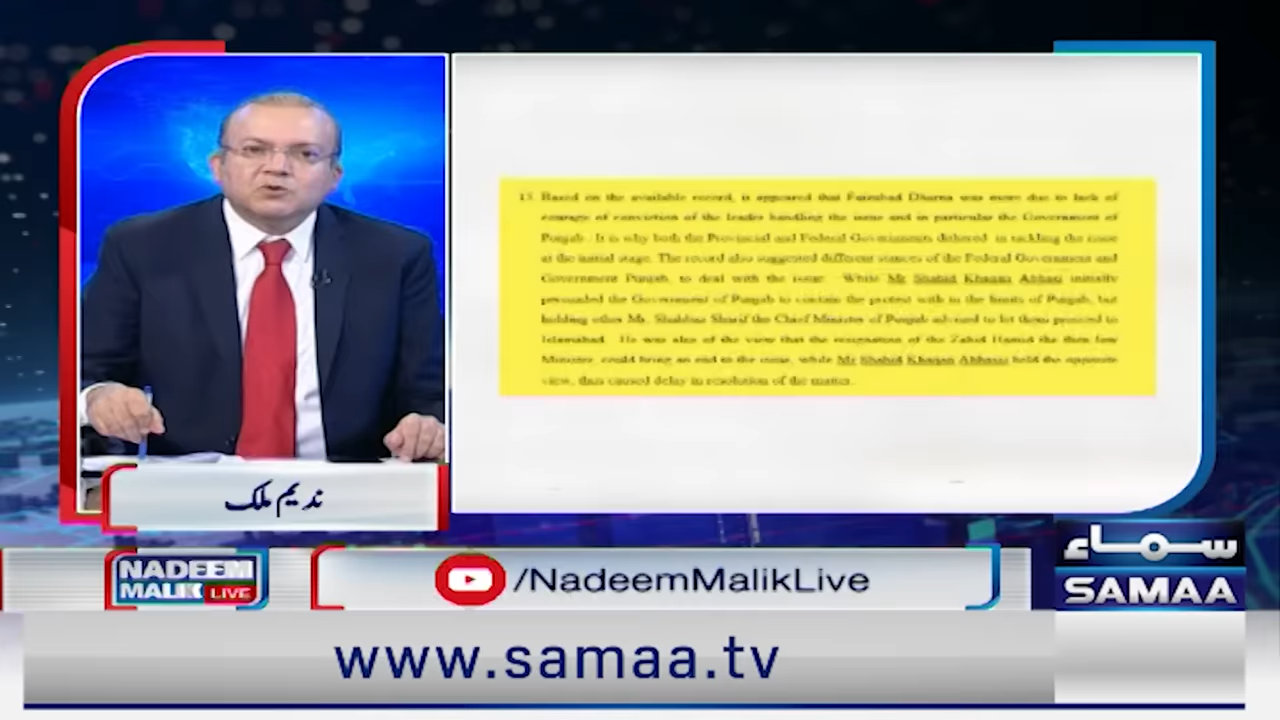 13. Based on the available record, it appeared that Faizabad Dharna was more due to lack of
courage of conviction of the leader handling the issue and in particular the Government of
Punjab. It is why both the Provincial and Federal Governments dithered in tackling the issue
at the initial stage. The record also suggested different stances of the Federal Government and
Government Punjab, to deal with the issue. While Mr Shahid Khaqan Abbasi initially
persuaded the Government of Punjab to contain the protest with in the limits of Punjab, but
holding other Mr. Shahbaz Sharif the Chief Minister of Punjab advised to let them proceed to
Islamabad. He was also of the view that the resignation of the Zahid Hamid the then law
Minister, could bring an end to the issue, while Mr Shahid Khaqan Abbassi held the opposite
view, thus caused delay in resolution of the matter.
ندیم ملک
NADEEM
MALIK LIVE
/NadeemMalikLive
سماء
SAMAA
www.samaa.tv